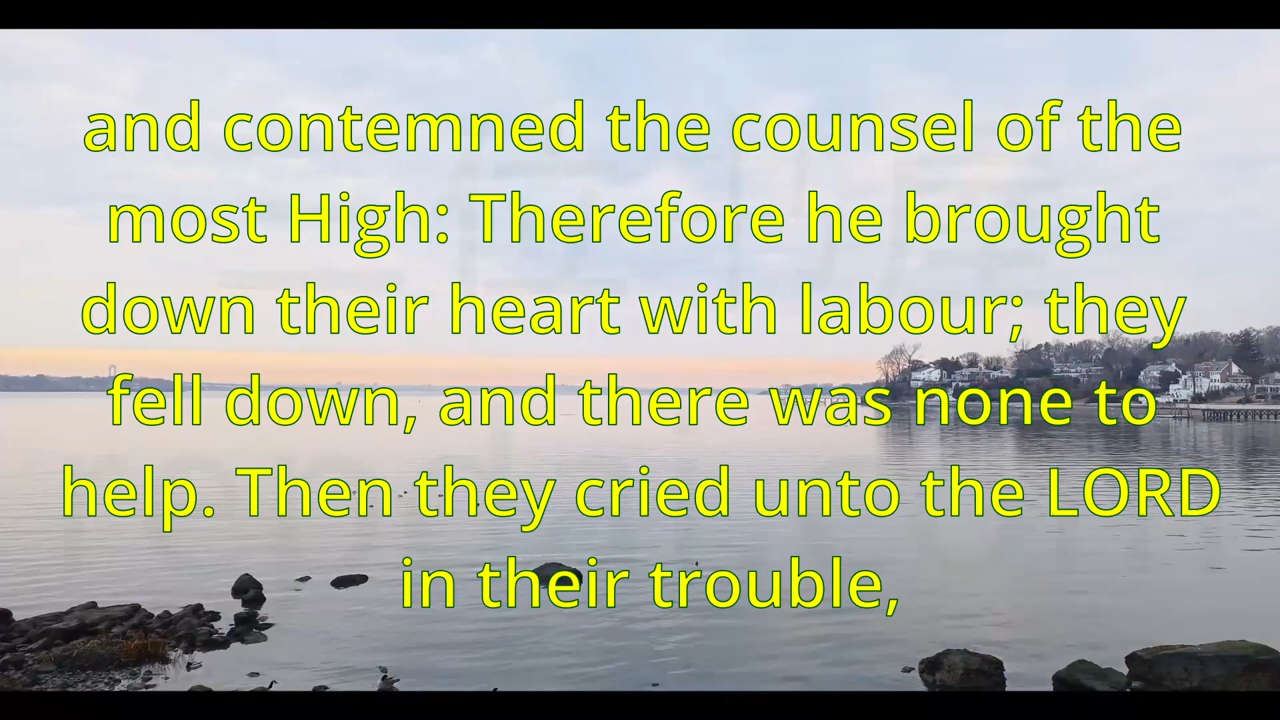 and contemned the counsel of the
most High: Therefore he brought
down their heart with labour; they
fell down, and there was none to
help. Then they cried unto the LORD
in their trouble,